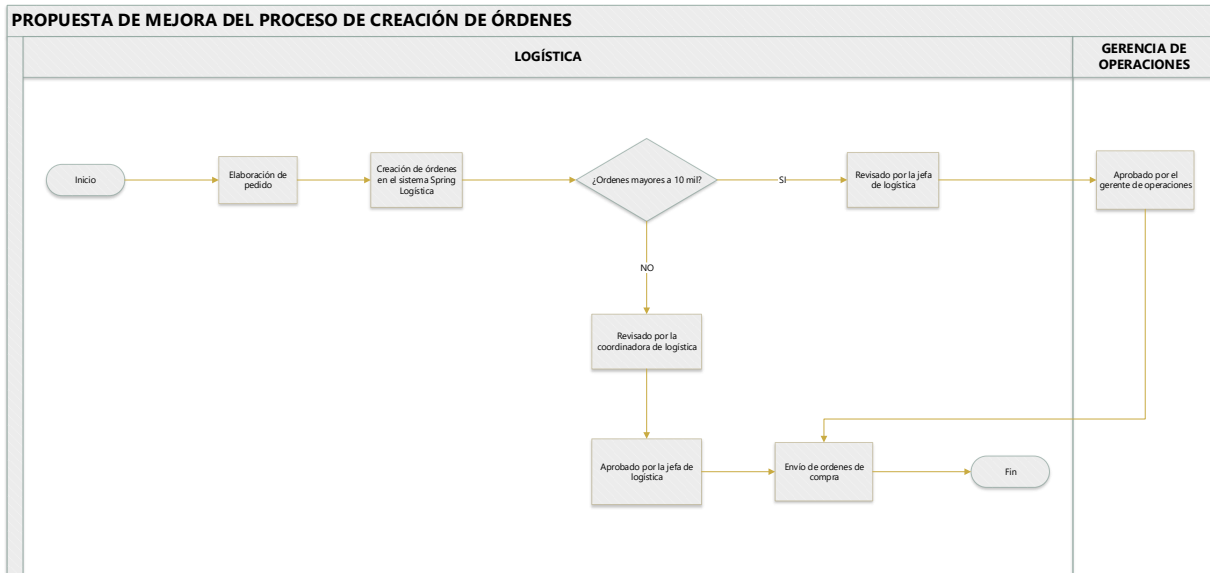 PROPUESTA DE MEJORA DEL PROCESO DE CREACIÓN DE ÓRDENES
LOGÍSTICA
GERENCIA DE
OPERACIONES
Inicio
Elaboración de
pedido
Creación de órdenes
en el sistema Spring
Logística
¿Ordenes mayores a 10 mil?
SI
Revisado por la jefa
de logística
Aprobado por el
gerente de operaciones
NO
Revisado por la
coordinadora de logística
Aprobado por la jefa de
logística
Envío de ordenes de
compra
Fin